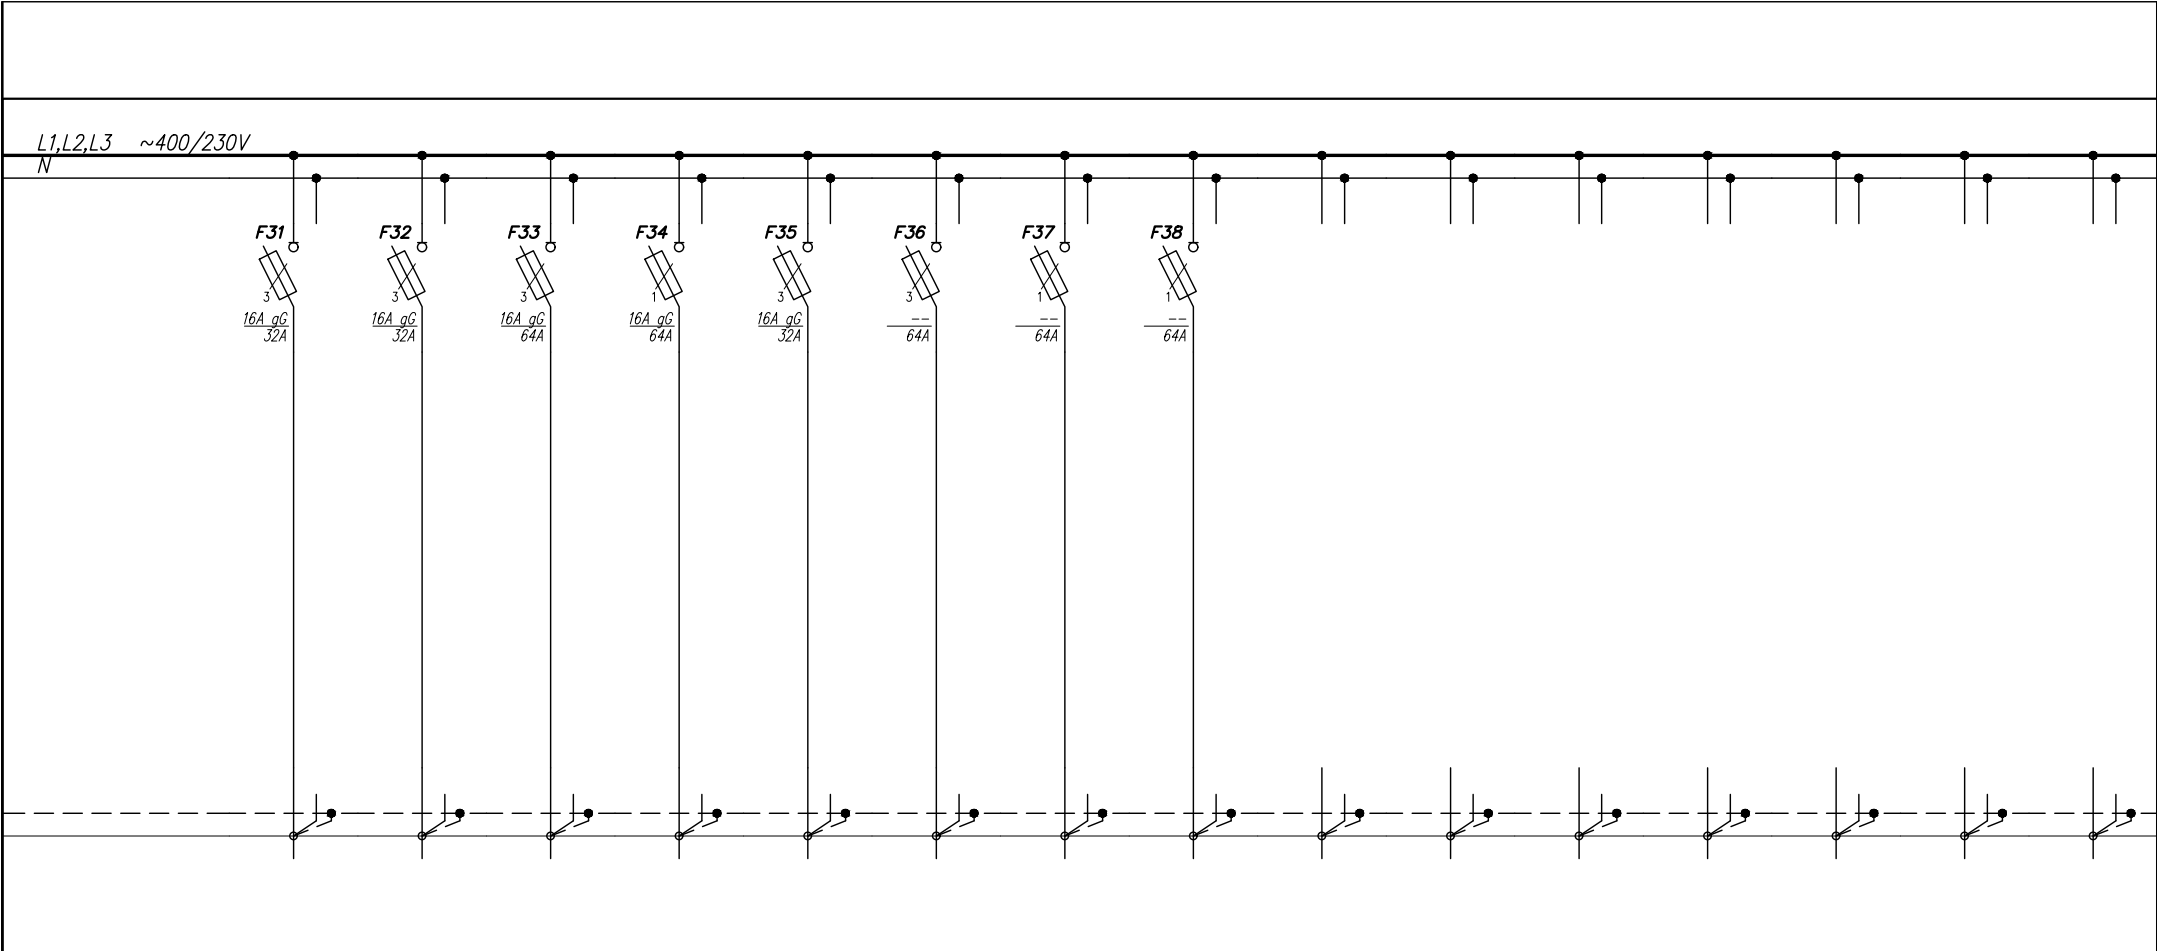 L1,L2,L3 ~400/230V
N
F31 F32 F33 F34 F35 F36 F37 F38
3 3 3 1 3 3 1 1
16A gG 16A gG 16A gG 16A gG 16A gG -- -- --
32A 32A 64A 64A 32A 64A 64A 64A